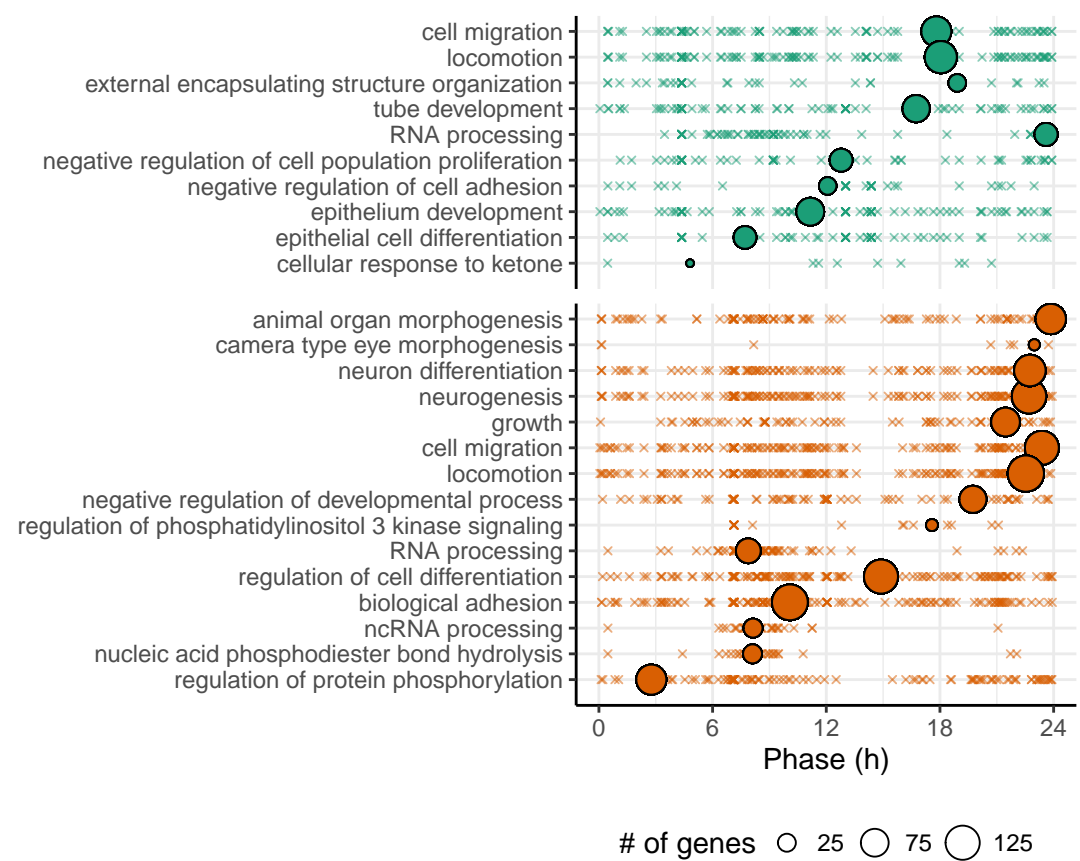 cell migration
locomotion
external encapsulating structure organization
tube development
RNA processing
negative regulation of cell population proliferation
negative regulation of cell adhesion
epithelium development
epithelial cell differentiation
cellular response to ketone
animal organ morphogenesis
camera type eye morphogenesis
neuron differentiation
neurogenesis
growth
cell migration
locomotion
negative regulation of developmental process
regulation of phosphatidylinositol 3 kinase signaling
RNA processing
regulation of cell differentiation
biological adhesion
ncRNA processing
nucleic acid phosphodiester bond hydrolysis
regulation of protein phosphorylation
0 6 12 18 24
Phase (h)
# of genes 25 75 125